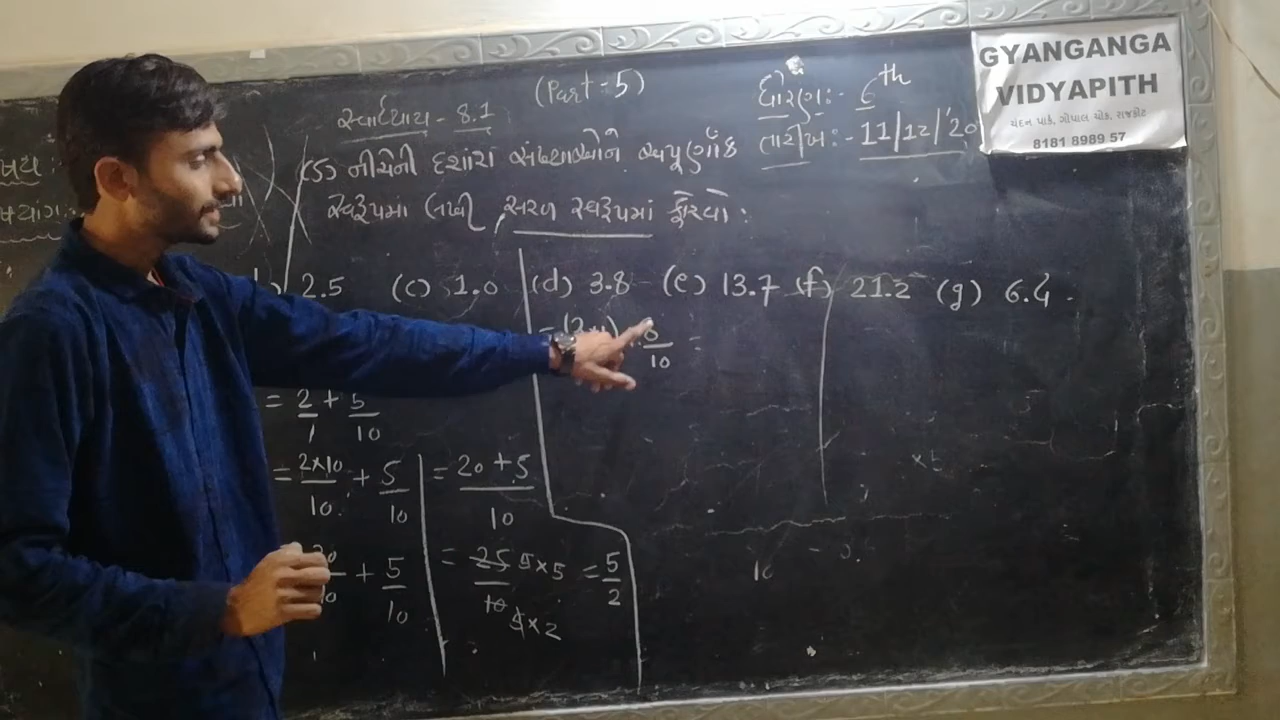 GYANGANGA
VIDYAPITH
ચંદન પાર્ક, ગોપાલ ચોક, રાજકોટ
8181 8989 57
(Part-5)
ધોરણ:- 6th
તારીખ:- 11/12/'20
સ્વાધ્યાય - 8.1
(5) નીચેની દશાંશ સંખ્યાઓને અપૂર્ણાંક
સ્વરૂપમાં લખી, સરળ સ્વરૂપમાં ફેરવો:
) 2.5 (c) 1.0 (d) 3.8 (e) 13.7 (f) 21.2 (g) 6.4
10 =
= 2/1 + 5/10
= 2×10/10 + 5/10
+ 5/10
= 20+5/10
= 25/10 5×5/5×2 = 5/2